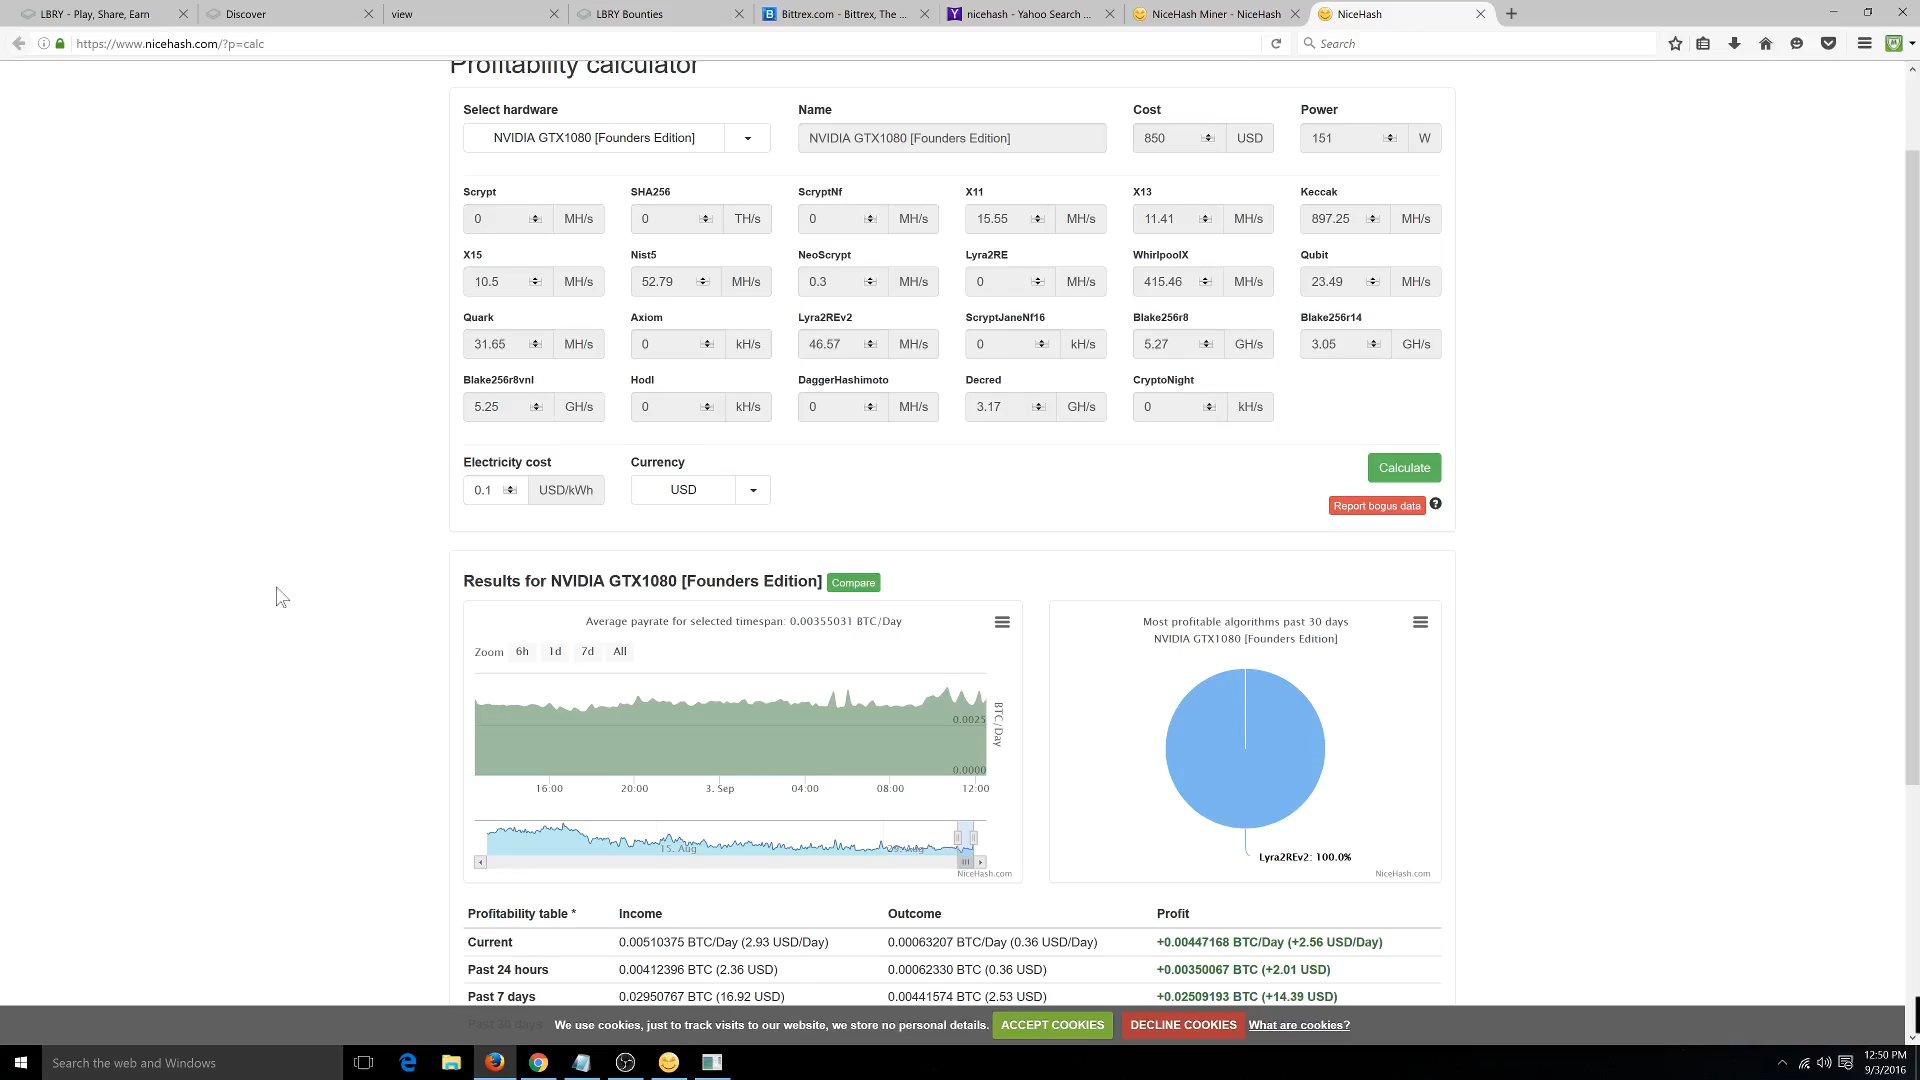 LBRY - Play, Share, Earn
Discover
view
LBRY Bounties
Bittrex.com - Bittrex, The ...
nicehash - Yahoo Search ...
NiceHash Miner - NiceHash
NiceHash
https://www.nicehash.com/?p=calc
Search
Profitability calculator
Select hardware Name Cost Power
NVIDIA GTX1080 [Founders Edition] NVIDIA GTX1080 [Founders Edition] 850 USD 151 W
Scrypt SHA256 ScryptNf X11 X13 Keccak
0 MH/s 0 TH/s 0 MH/s 15.55 MH/s 11.41 MH/s 897.25 MH/s
X15 Nist5 NeoScrypt Lyra2RE WhirlpoolX Qubit
10.5 MH/s 52.79 MH/s 0.3 MH/s 0 MH/s 415.46 MH/s 23.49 MH/s
Quark Axiom Lyra2REv2 ScryptJaneNf16 Blake256r8 Blake256r14
31.65 MH/s 0 kH/s 46.57 MH/s 0 kH/s 5.27 GH/s 3.05 GH/s
Blake256r8vnl Hodl DaggerHashimoto Decred CryptoNight
5.25 GH/s 0 kH/s 0 MH/s 3.17 GH/s 0 kH/s
Electricity cost Currency
0.1 USD/kWh USD
Calculate
Report bogus data
Results for NVIDIA GTX1080 [Founders Edition] Compare
Average payrate for selected timespan: 0.00355031 BTC/Day
Zoom 6h 1d 7d All
0.0025
0.0000
BTC/Day
16:00 20:00 3. Sep 04:00 08:00 12:00
15. Aug 29. Aug
NiceHash.com
Most profitable algorithms past 30 days
NVIDIA GTX1080 [Founders Edition]
Lyra2REv2: 100.0%
NiceHash.com
Profitability table * Income Outcome Profit
Current 0.00510375 BTC/Day (2.93 USD/Day) 0.00063207 BTC/Day (0.36 USD/Day) +0.00447168 BTC/Day (+2.56 USD/Day)
Past 24 hours 0.00412396 BTC (2.36 USD) 0.00062330 BTC (0.36 USD) +0.00350067 BTC (+2.01 USD)
Past 7 days 0.02950767 BTC (16.92 USD) 0.00441574 BTC (2.53 USD) +0.02509193 BTC (+14.39 USD)
Past 30 days
We use cookies, just to track visits to our website, we store no personal details. ACCEPT COOKIES DECLINE COOKIES What are cookies?
Search the web and Windows
12:50 PM
9/3/2016